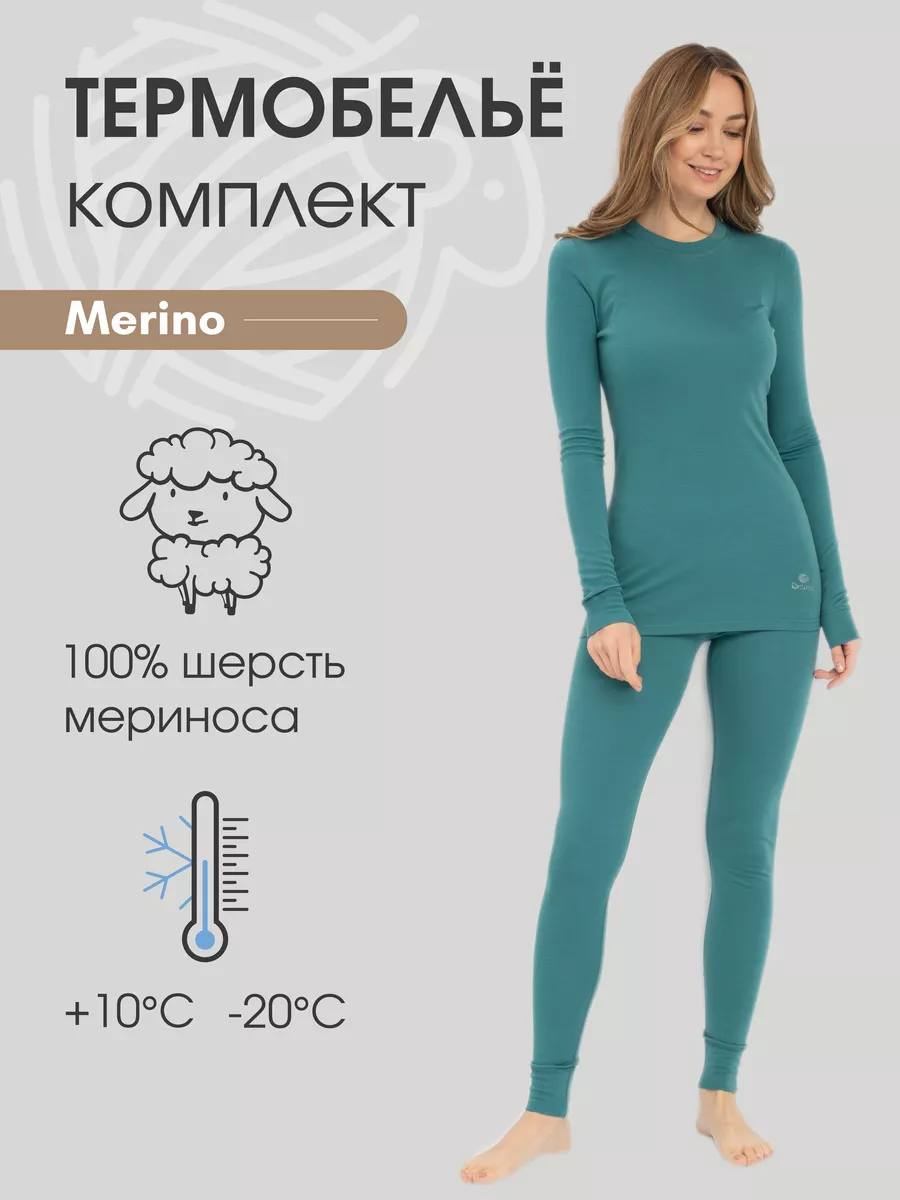 ТЕРМОБЕЛЬЁ
комплект
Merino
100% шерсть
мериноса
+10°C -20°C